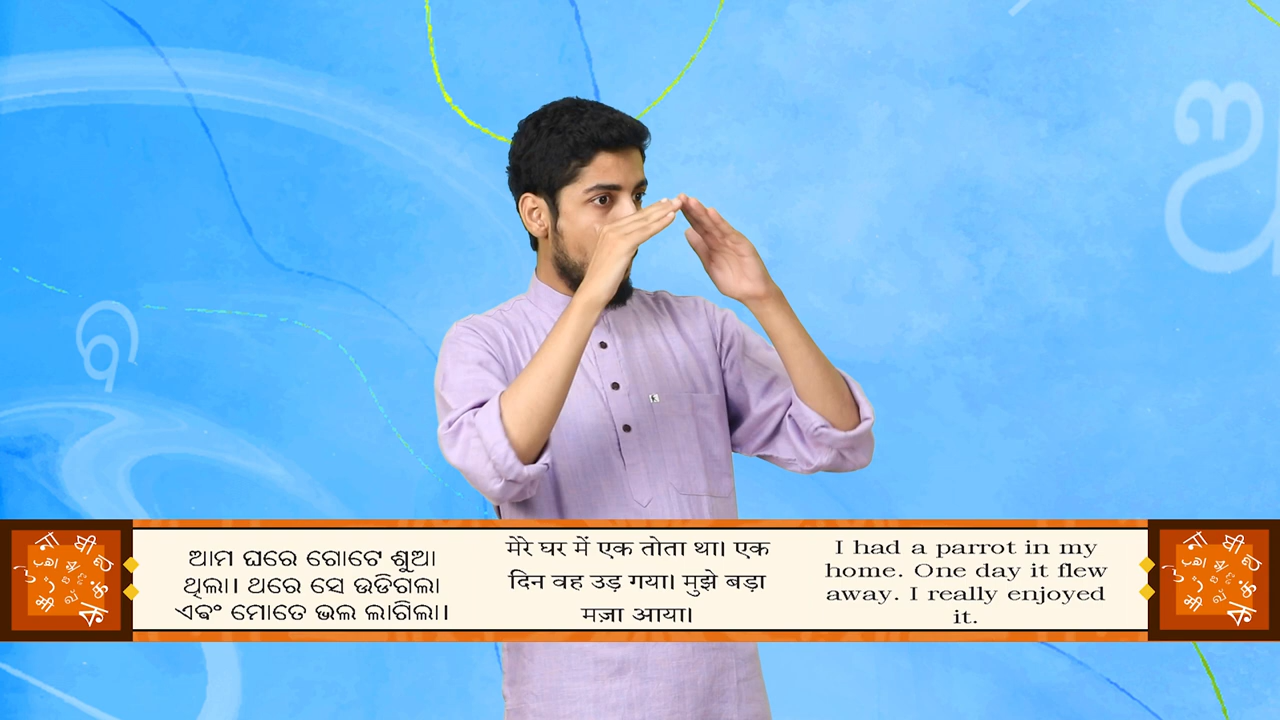 ଆମ ଘରେ ଗୋଟେ ଶୁଆ
ଥିଲା। ଥରେ ସେ ଉଡିଗଲା
ଏବଂ ମୋତେ ଭଲ ଲାଗିଲା।
मेरे घर में एक तोता था। एक
दिन वह उड़ गया। मुझे बड़ा
मज़ा आया।
I had a parrot in my
home. One day it flew
away. I really enjoyed
it.